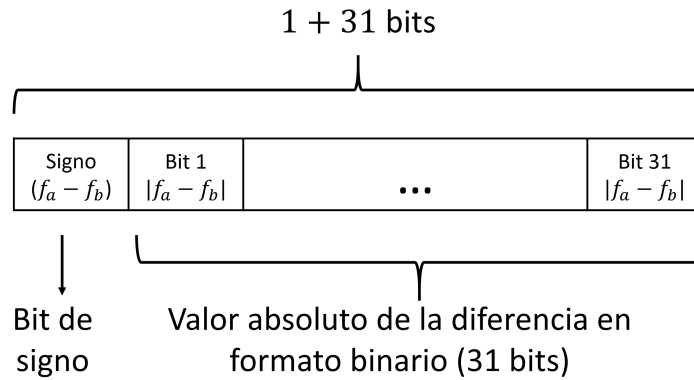 1 + 31 bits
Signo
(f_a − f_b)
Bit 1
|f_a − f_b|
...
Bit 31
|f_a − f_b|
Bit de
signo
Valor absoluto de la diferencia en
formato binario (31 bits)